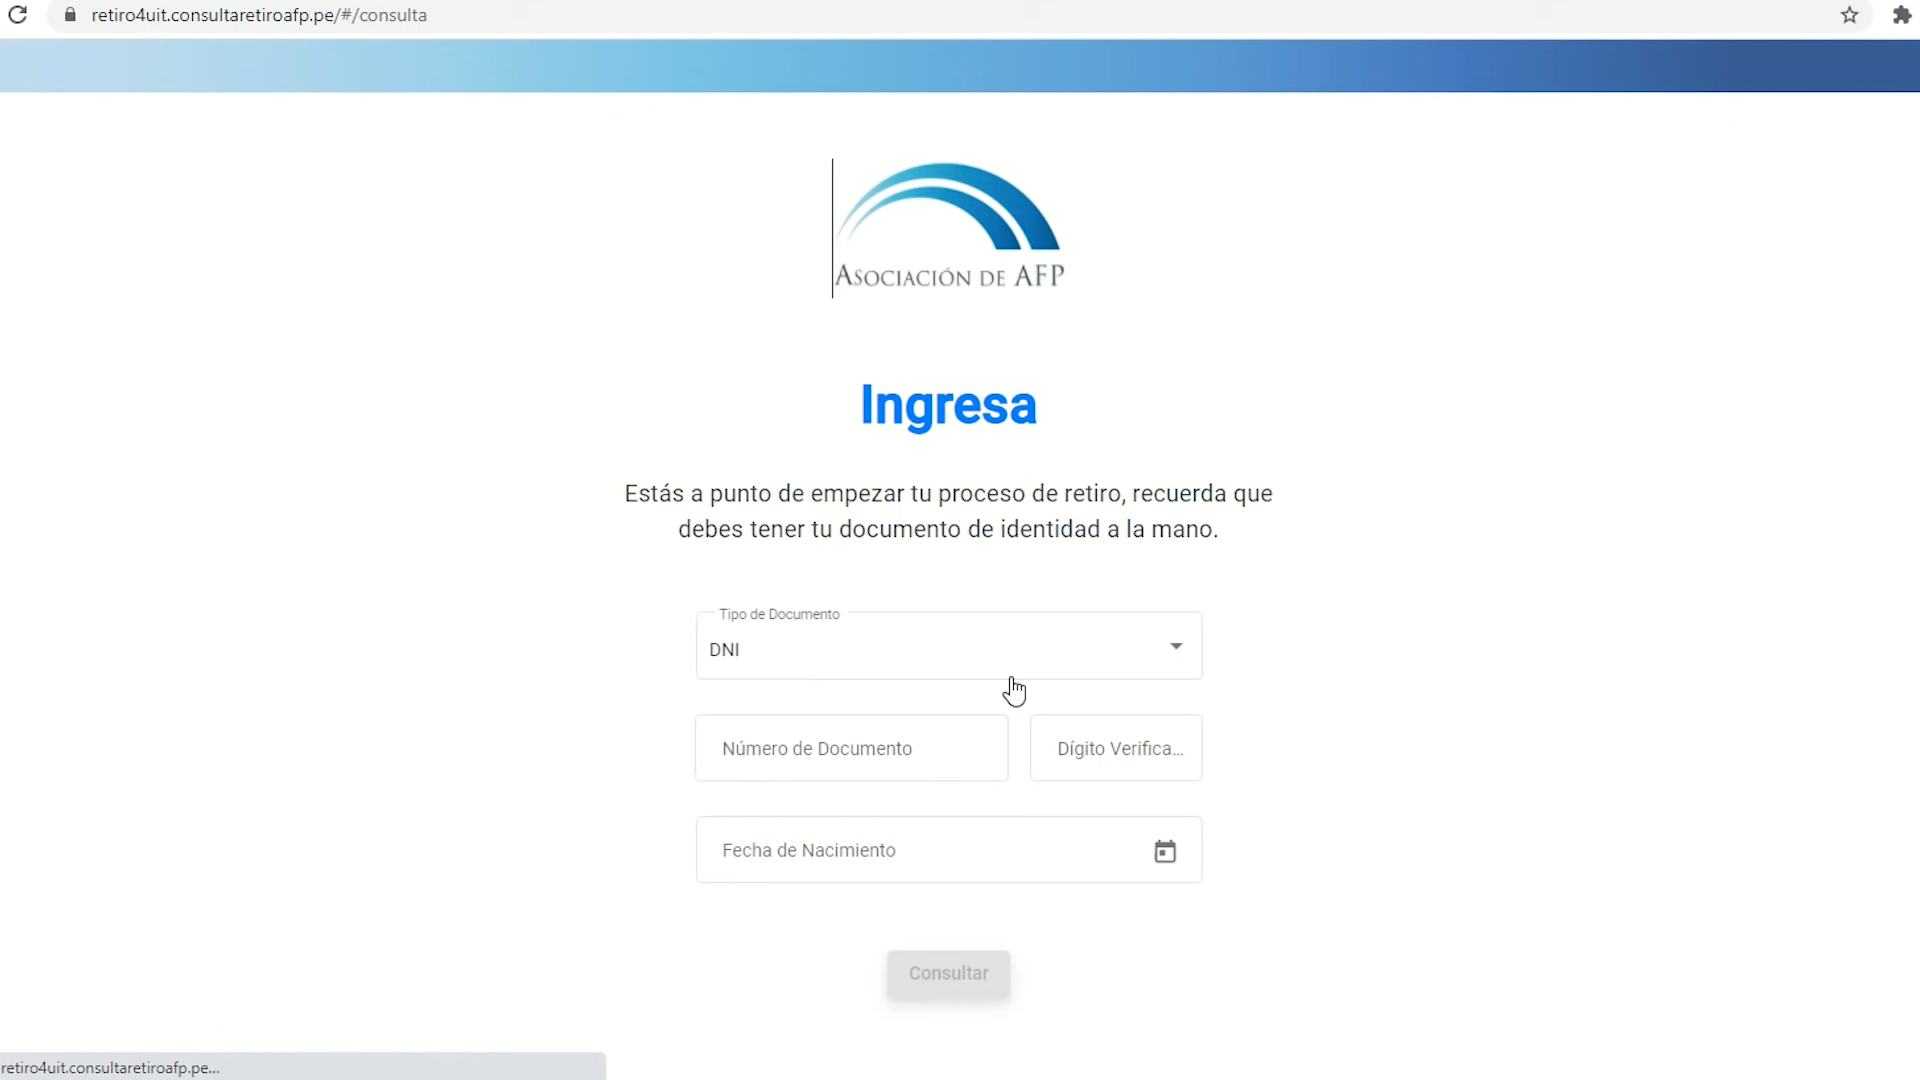 retiro4uit.consultaretiroafp.pe/#/consulta
ASOCIACIÓN DE AFP
Ingresa
Estás a punto de empezar tu proceso de retiro, recuerda que
debes tener tu documento de identidad a la mano.
Tipo de Documento
DNI
Número de Documento
Dígito Verifica...
Fecha de Nacimiento
Consultar
retiro4uit.consultaretiroafp.pe...